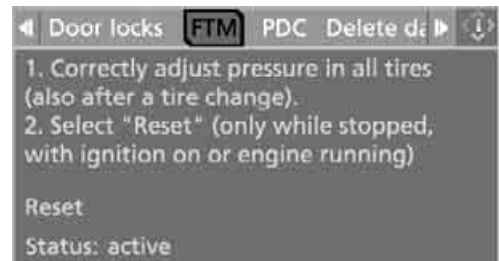 Door locks FTM PDC Delete da
1. Correctly adjust pressure in all tires
(also after a tire change).
2. Select "Reset" (only while stopped,
with ignition on or engine running)
Reset
Status: active